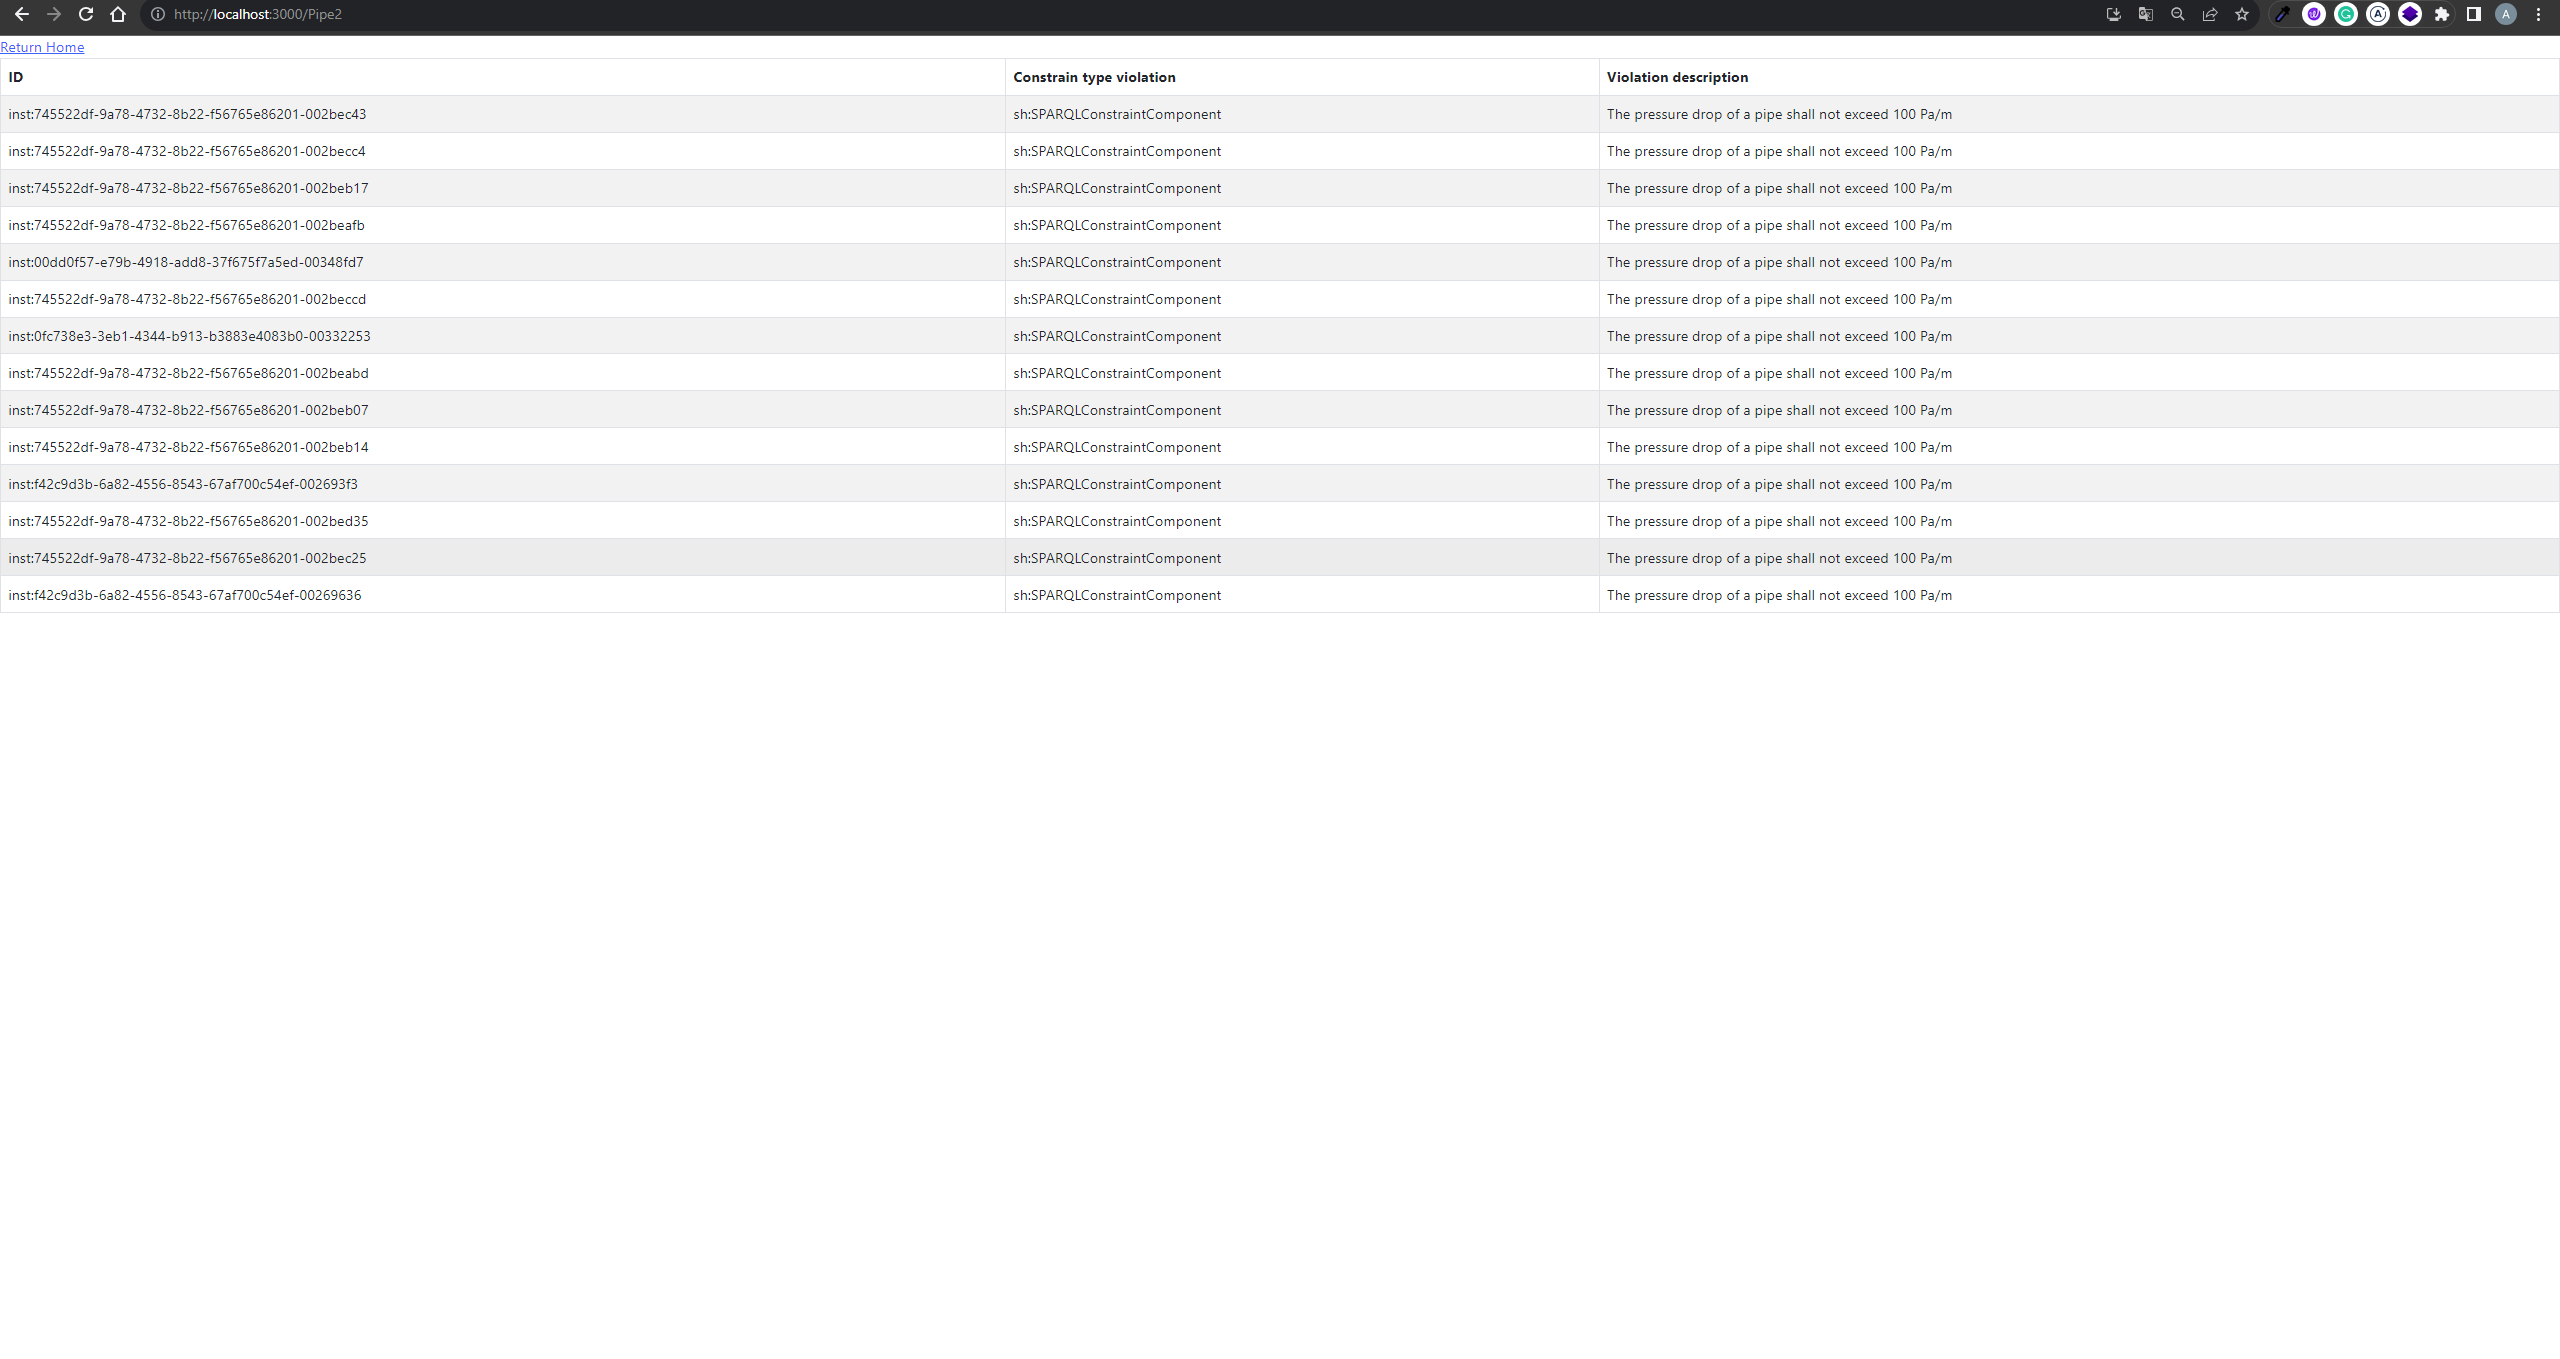 http://localhost:3000/Pipe2
A
Return Home
ID Constrain type violation Violation description
inst:745522df-9a78-4732-8b22-f56765e86201-002bec43 sh:SPARQLConstraintComponent The pressure drop of a pipe shall not exceed 100 Pa/m
inst:745522df-9a78-4732-8b22-f56765e86201-002becc4 sh:SPARQLConstraintComponent The pressure drop of a pipe shall not exceed 100 Pa/m
inst:745522df-9a78-4732-8b22-f56765e86201-002beb17 sh:SPARQLConstraintComponent The pressure drop of a pipe shall not exceed 100 Pa/m
inst:745522df-9a78-4732-8b22-f56765e86201-002beafb sh:SPARQLConstraintComponent The pressure drop of a pipe shall not exceed 100 Pa/m
inst:00dd0f57-e79b-4918-add8-37f675f7a5ed-00348fd7 sh:SPARQLConstraintComponent The pressure drop of a pipe shall not exceed 100 Pa/m
inst:745522df-9a78-4732-8b22-f56765e86201-002beccd sh:SPARQLConstraintComponent The pressure drop of a pipe shall not exceed 100 Pa/m
inst:0fc738e3-3eb1-4344-b913-b3883e4083b0-00332253 sh:SPARQLConstraintComponent The pressure drop of a pipe shall not exceed 100 Pa/m
inst:745522df-9a78-4732-8b22-f56765e86201-002beabd sh:SPARQLConstraintComponent The pressure drop of a pipe shall not exceed 100 Pa/m
inst:745522df-9a78-4732-8b22-f56765e86201-002beb07 sh:SPARQLConstraintComponent The pressure drop of a pipe shall not exceed 100 Pa/m
inst:745522df-9a78-4732-8b22-f56765e86201-002beb14 sh:SPARQLConstraintComponent The pressure drop of a pipe shall not exceed 100 Pa/m
inst:f42c9d3b-6a82-4556-8543-67af700c54ef-002693f3 sh:SPARQLConstraintComponent The pressure drop of a pipe shall not exceed 100 Pa/m
inst:745522df-9a78-4732-8b22-f56765e86201-002bed35 sh:SPARQLConstraintComponent The pressure drop of a pipe shall not exceed 100 Pa/m
inst:745522df-9a78-4732-8b22-f56765e86201-002bec25 sh:SPARQLConstraintComponent The pressure drop of a pipe shall not exceed 100 Pa/m
inst:f42c9d3b-6a82-4556-8543-67af700c54ef-00269636 sh:SPARQLConstraintComponent The pressure drop of a pipe shall not exceed 100 Pa/m